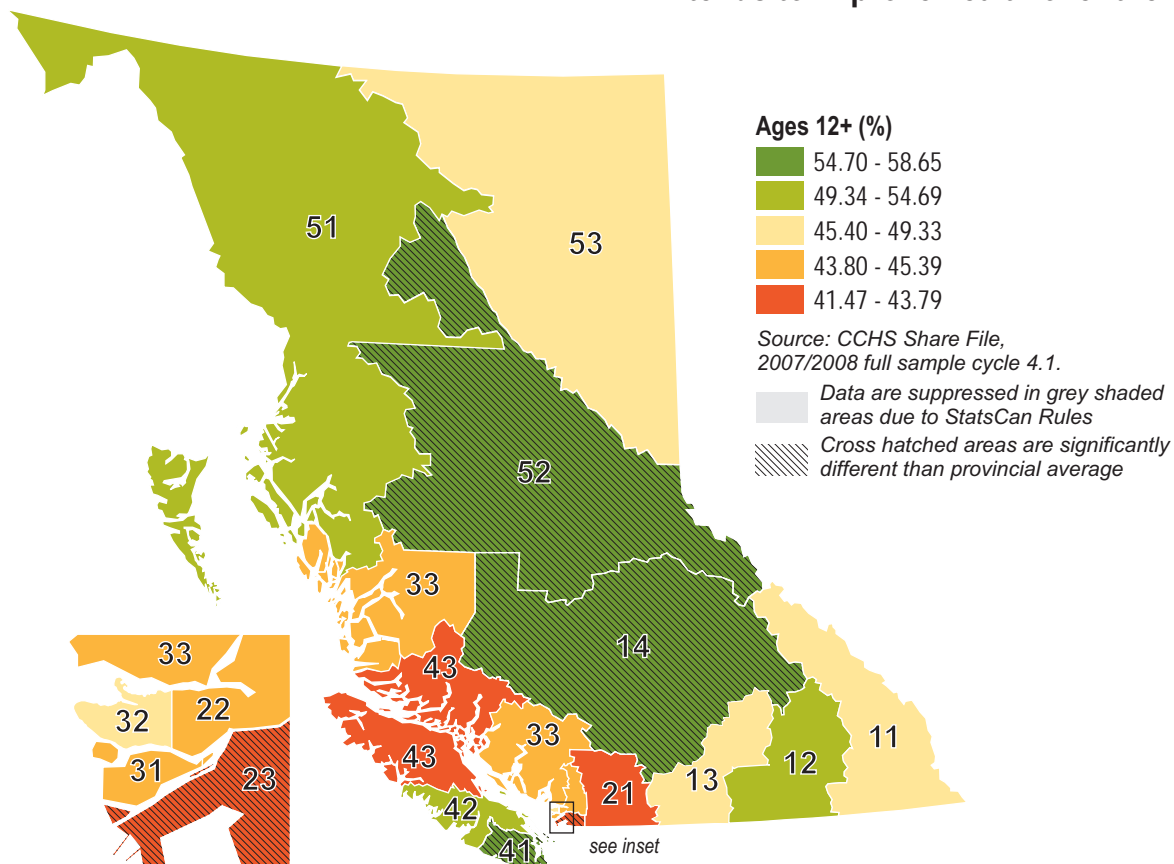 51
53
52
33
14
43
33
43
11
12
13
21
42
41
33
32
22
31
23
see inset
Ages 12+ (%)
54.70 - 58.65
49.34 - 54.69
45.40 - 49.33
43.80 - 45.39
41.47 - 43.79
Source: CCHS Share File,
2007/2008 full sample cycle 4.1.
Data are suppressed in grey shaded
areas due to StatsCan Rules
Cross hatched areas are significantly
different than provincial average